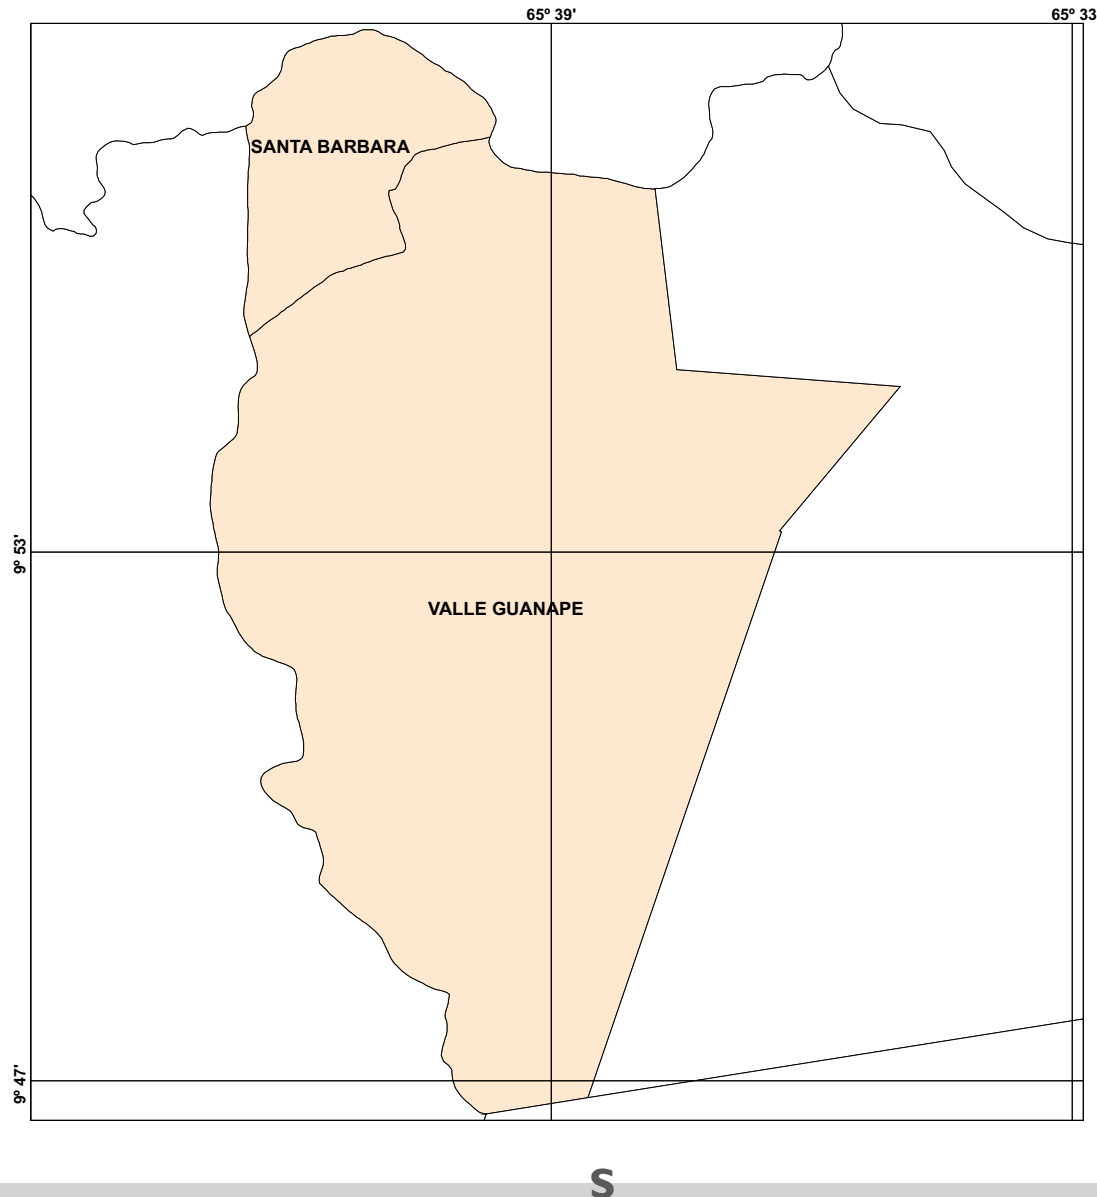 65º 39'
65º 33
SANTA BARBARA
9º 53'
VALLE GUANAPE
9º 47'
S